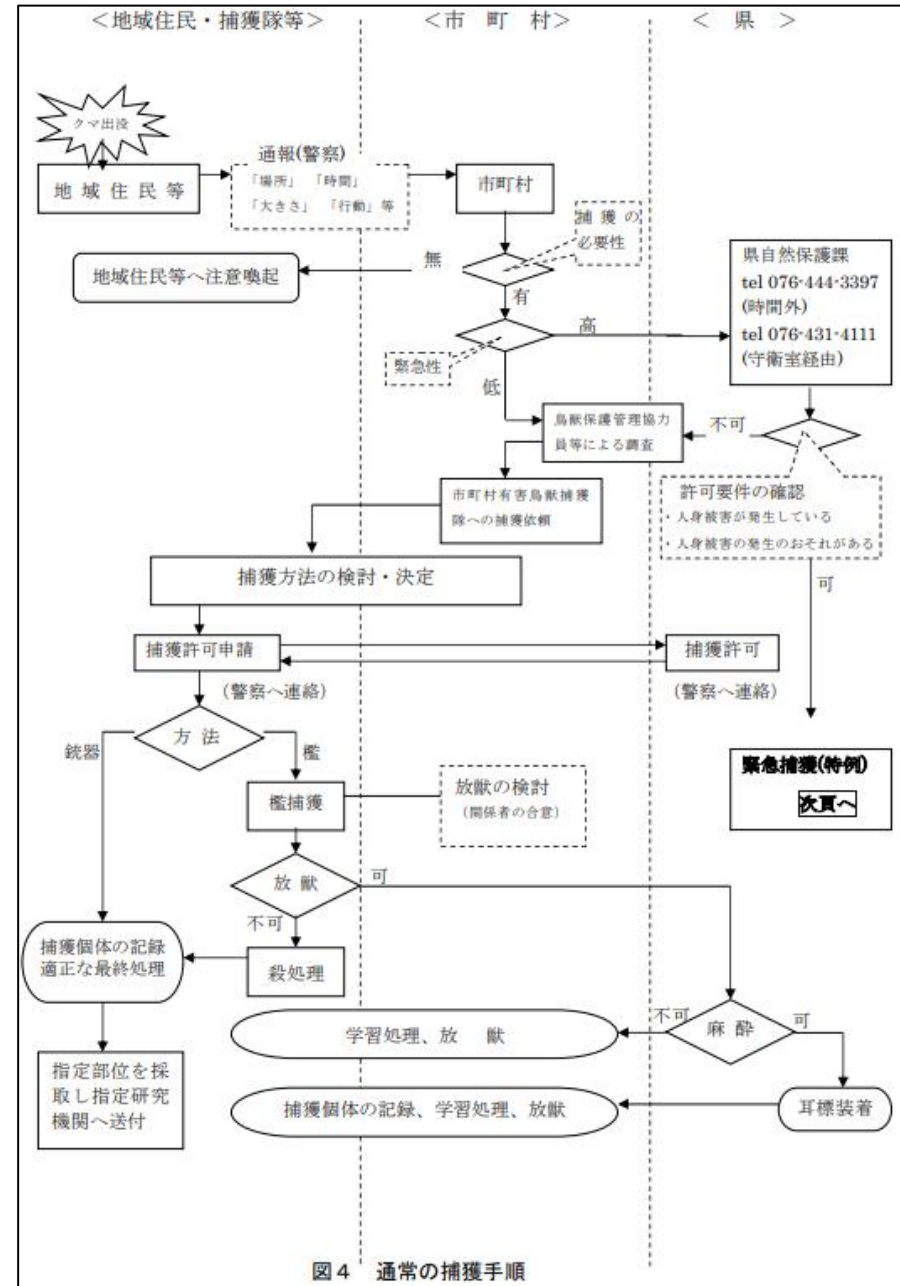 ＜地域住民・捕獲隊等＞
＜市　町　村＞
＜　県　＞
クマ出没
地域住民等
通報(警察)
「場所」　「時間」
「大きさ」　「行動」等
市町村
捕獲の
必要性
無
地域住民等へ注意喚起
有
県自然保護課
tel 076-444-3397
(時間外)
tel 076-431-4111
(守衛室経由)
高
緊急性
低
鳥獣保護管理協力
員等による調査
不可
許可要件の確認
・人身被害が発生している
・人身被害の発生のおそれがある
市町村有害鳥獣捕獲
隊への捕獲依頼
可
捕獲方法の検討・決定
捕獲許可申請
捕獲許可
(警察へ連絡)
(警察へ連絡)
方法
銃器
檻
緊急捕獲(特例)
次頁へ
檻捕獲
放獣の検討
(関係者の合意)
放獣
可
不可
捕獲個体の記録
適正な最終処理
殺処理
麻酔
不可
可
学習処理、放　獣
指定部位を採
取し指定研究
機関へ送付
捕獲個体の記録、学習処理、放獣
耳標装着
図４　通常の捕獲手順